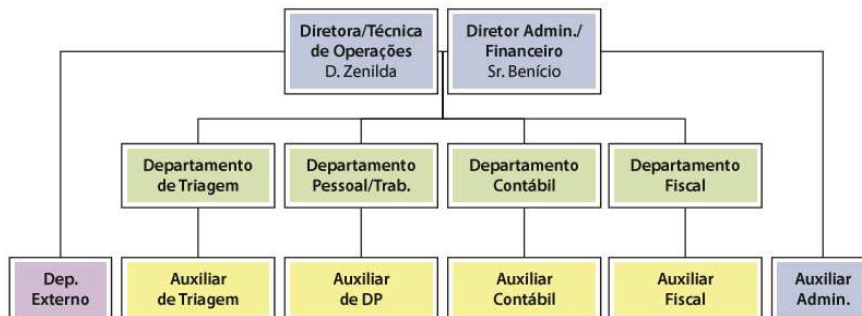 Diretora/Técnica
de Operações
D. Zenilda
Diretor Admin./
Financeiro
Sr. Benício
Departamento
de Triagem
Departamento
Pessoal/Trab.
Departamento
Contábil
Departamento
Fiscal
Dep.
Externo
Auxiliar
de Triagem
Auxiliar
de DP
Auxiliar
Contábil
Auxiliar
Fiscal
Auxiliar
Admin.